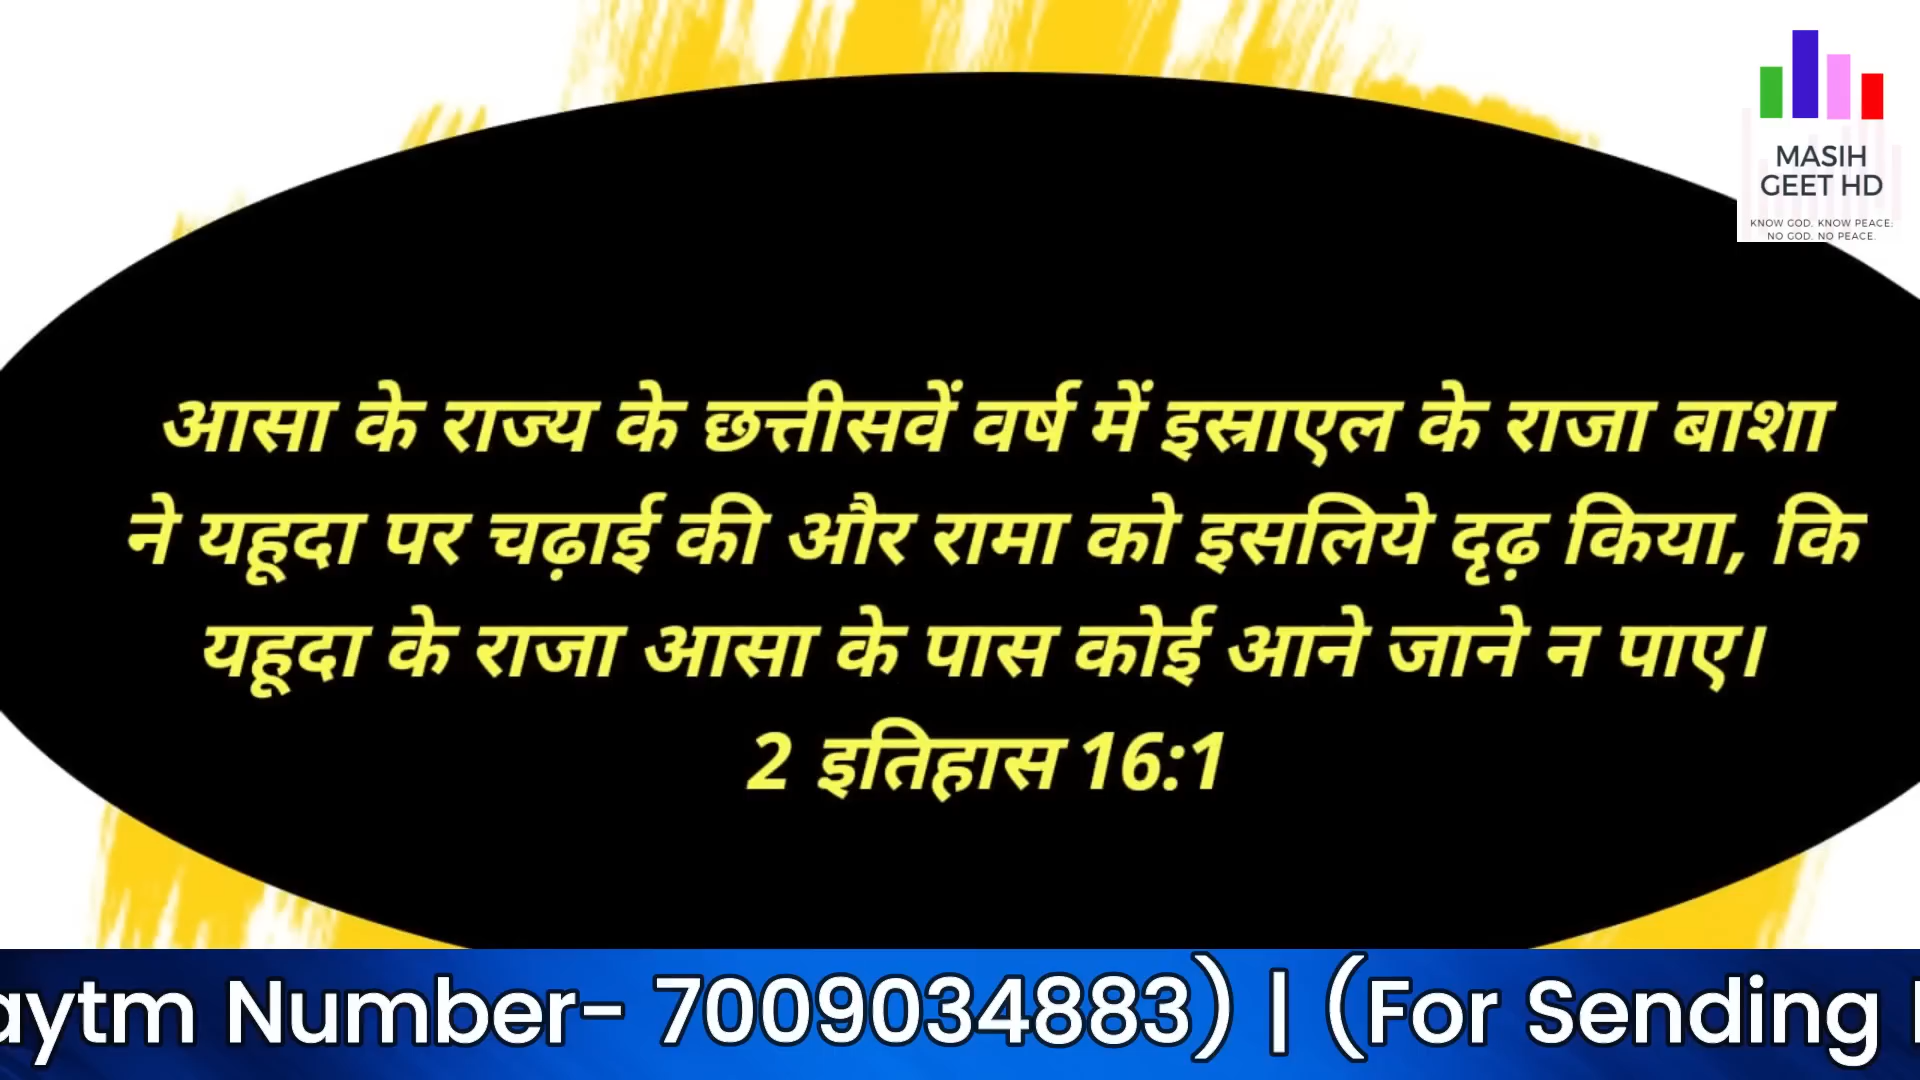 MASIH
GEET HD
KNOW GOD. KNOW PEACE.
NO GOD. NO PEACE.
आसा के राज्य के छत्तीसवें वर्ष में इस्राएल के राजा बाशा
ने यहूदा पर चढ़ाई की और रामा को इसलिये दृढ़ किया, कि
यहूदा के राजा आसा के पास कोई आने जाने न पाए।
2 इतिहास 16:1
aytm Number- 7009034883) | (For Sending